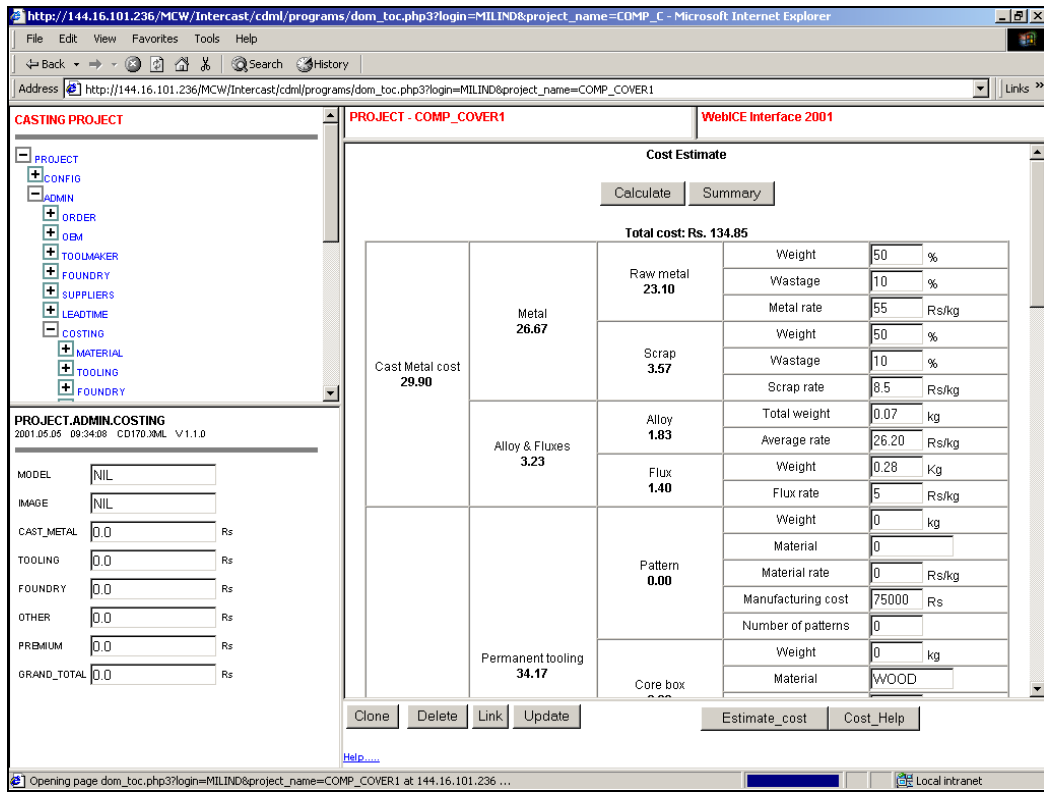 http://144.16.101.236/MCW/Intercast/cdml/programs/dom_toc.php3?login=MILIND&project_name=COMP_C - Microsoft Internet Explorer
File Edit View Favorites Tools Help
Back Search History
Address http://144.16.101.236/MCW/Intercast/cdml/programs/dom_toc.php3?login=MILIND&project_name=COMP_COVER1 Links »
CASTING PROJECT
PROJECT
CONFIG
ADMIN
ORDER
OEM
TOOLMAKER
FOUNDRY
SUPPLIERS
LEADTIME
COSTING
MATERIAL
TOOLING
FOUNDRY
PROJECT.ADMIN.COSTING
2001.05.05 09:34:08 CD170.XML V1.1.0
MODEL NIL
IMAGE NIL
CAST_METAL 0.0 Rs
TOOLING 0.0 Rs
FOUNDRY 0.0 Rs
OTHER 0.0 Rs
PREMIUM 0.0 Rs
GRAND_TOTAL 0.0 Rs
PROJECT - COMP_COVER1
WebICE Interface 2001
Cost Estimate
Calculate Summary
Total cost: Rs. 134.85
Cast Metal cost
29.90
Metal
26.67
Raw metal
23.10
Weight 50 %
Wastage 10 %
Metal rate 55 Rs/kg
Scrap
3.57
Weight 50 %
Wastage 10 %
Scrap rate 8.5 Rs/kg
Alloy & Fluxes
3.23
Alloy
1.83
Total weight 0.07 kg
Average rate 26.20 Rs/kg
Flux
1.40
Weight 0.28 Kg
Flux rate 5 Rs/kg
Permanent tooling
34.17
Pattern
0.00
Weight 0 kg
Material 0
Material rate 0 Rs/kg
Manufacturing cost 75000 Rs
Number of patterns 0
Core box
Weight 0 kg
Material WOOD
Clone Delete Link Update
Estimate_cost Cost_Help
Help.....
Opening page dom_toc.php3?login=MILIND&project_name=COMP_COVER1 at 144.16.101.236 ... Local intranet